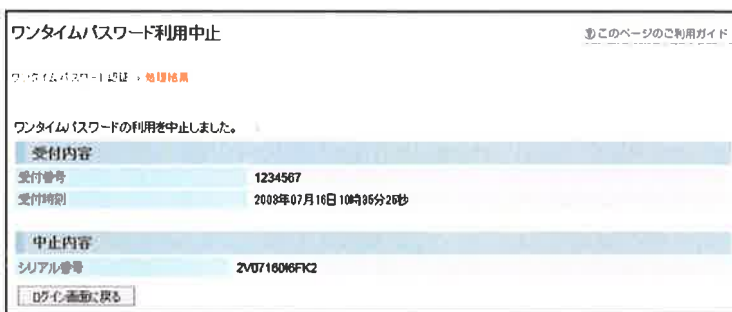 ワンタイムパスワード利用中止
このページのご利用ガイド
ワンタイムパスワード認証 > 処理結果
ワンタイムパスワードの利用を中止しました。
受付内容
受付番号 1234567
受付時刻 2008年07月16日10時35分26秒
中止内容
シリアル番号
ログイン画面に戻る